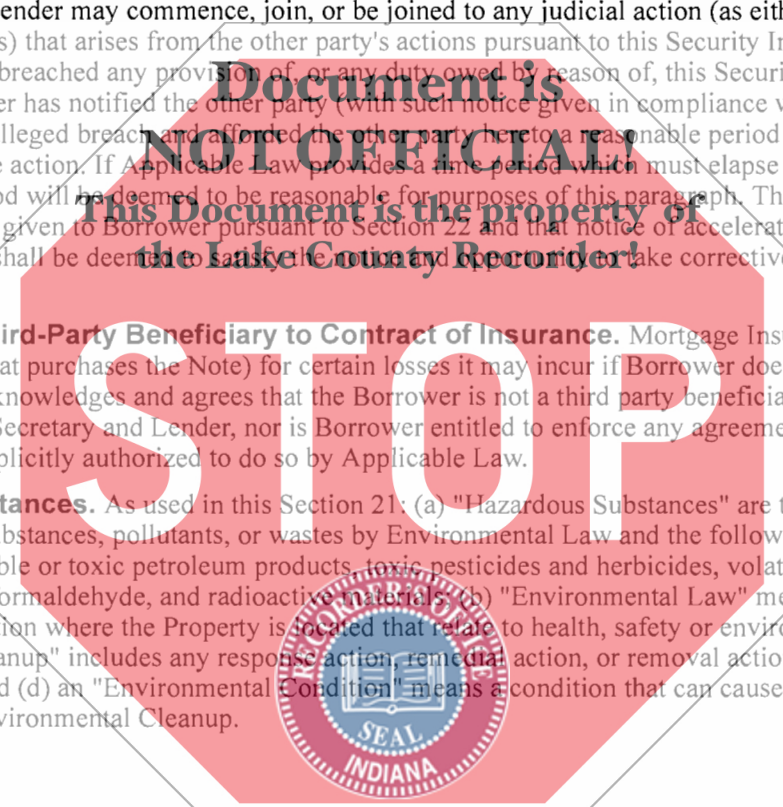 ender may commence, join, or be joined to any judicial action (as eit
s) that arises from the other party's actions pursuant to this Security In
breached any provision of, or any duty owed by reason of, this Securi
er has notified the other party (with such notice given in compliance
lleged breach and afforded the other party hereto a reasonable period
e action. If Applicable Law provides a time period which must elapse
od will be deemed to be reasonable for purposes of this paragraph. Th
given to Borrower pursuant to Section 22 and that notice of accelerat
shall be deemed to satisfy the notice and opportunity to take corrective
Document is
NOT OFFICIAL!
This Document is the property of
the Lake County Recorder!
ird-Party Beneficiary to Contract of Insurance. Mortgage Ins
at purchases the Note) for certain losses it may incur if Borrower doe
knowledges and agrees that the Borrower is not a third party beneficia
Secretary and Lender, nor is Borrower entitled to enforce any agreeme
plicitly authorized to do so by Applicable Law.
STOP
tances. As used in this Section 21: (a) "Hazardous Substances" are t
bstances, pollutants, or wastes by Environmental Law and the follow
ble or toxic petroleum products, toxic pesticides and herbicides, volat
ormaldehyde, and radioactive materials; (b) "Environmental Law" me
tion where the Property is located that relate to health, safety or enviro
anup" includes any response action, remedial action, or removal actio
d (d) an "Environmental Condition" means a condition that can cause
vironmental Cleanup.
RECORDER'S OFFICE
SEAL
INDIANA